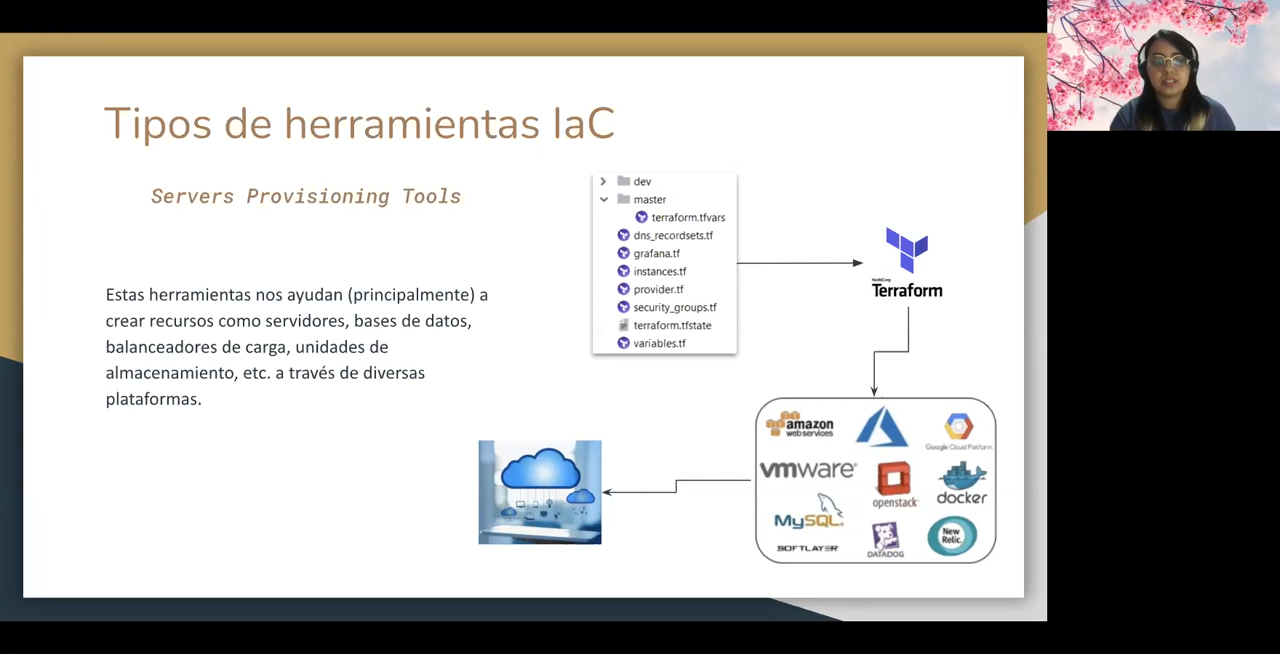 Tipos de herramientas IaC
Servers Provisioning Tools
Estas herramientas nos ayudan (principalmente) a
crear recursos como servidores, bases de datos,
balanceadores de carga, unidades de
almacenamiento, etc. a través de diversas
plataformas.
dev
master
terraform.tfvars
dns_recordsets.tf
grafana.tf
instances.tf
provider.tf
security_groups.tf
terraform.tfstate
variables.tf
HashiCorp
Terraform
amazon
web services
Google Cloud Platform
vmware
openstack
docker
MySQL
SOFTLAYER
DATADOG
New
Relic.